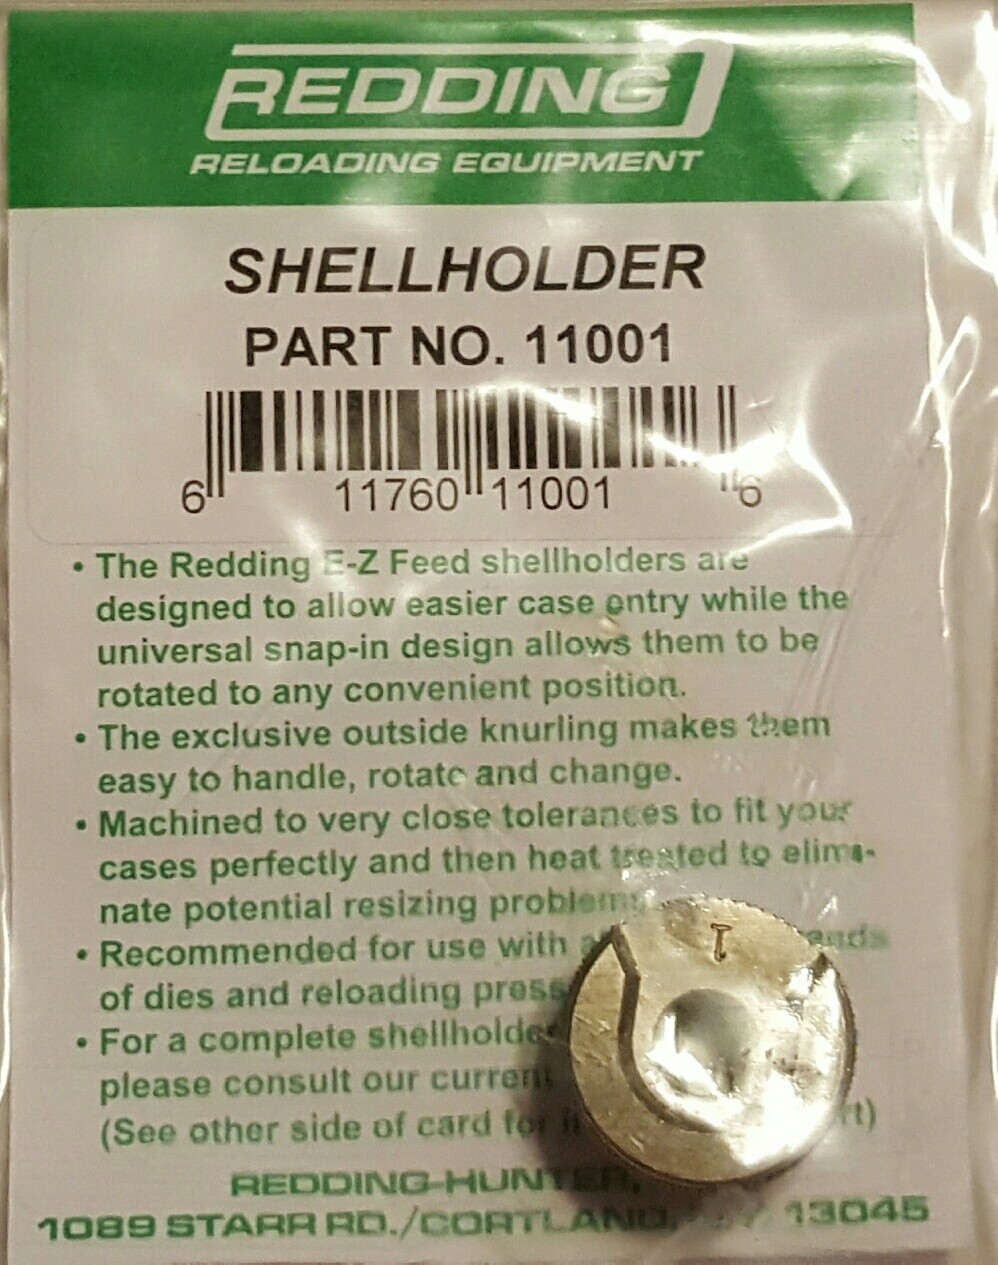 REDDING
RELOADING EQUIPMENT
SHELLHOLDER
PART NO. 11001
6 11760 11001 6
• The Redding E-Z Feed shellholders are
designed to allow easier case entry while the
universal snap-in design allows them to be
rotated to any convenient position.
• The exclusive outside knurling makes them
easy to handle, rotate and change.
• Machined to very close tolerances to fit your
cases perfectly and then heat treated to elimi-
nate potential resizing problems
• Recommended for use with
of dies and reloading
• For a complete
please consult our current
(See other side of card for
1
REDDING-HUNTER,
1089 STARR RD./CORTLAND, 13045